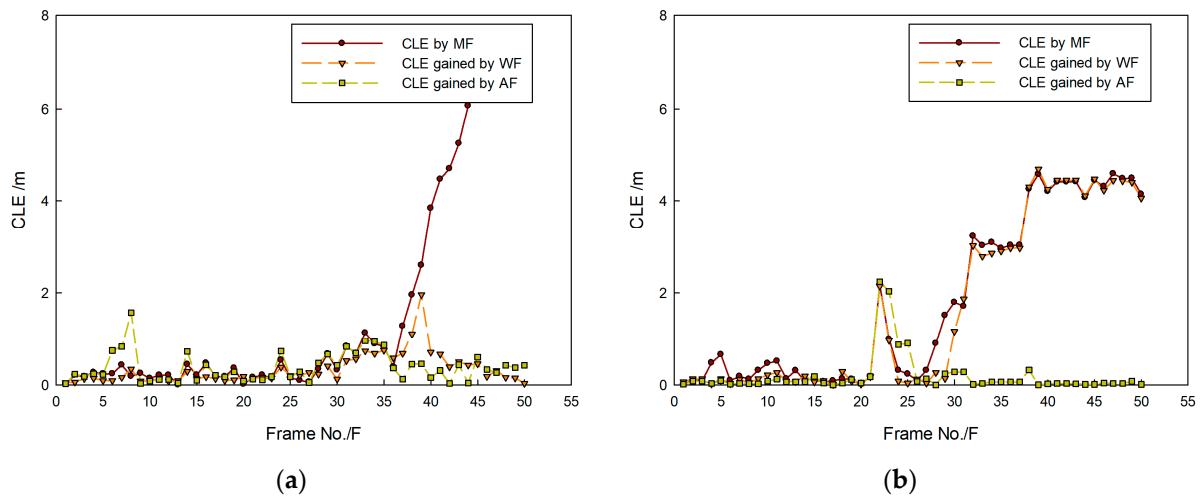 8
6
4
2
0
CLE /m
CLE by MF
CLE gained by WF
CLE gained by AF
0 5 10 15 20 25 30 35 40 45 50 55
Frame No./F
(a)
8
6
4
2
0
CLE /m
CLE by MF
CLE gained by WF
CLE gained by AF
0 5 10 15 20 25 30 35 40 45 50 55
Frame No./F
(b)